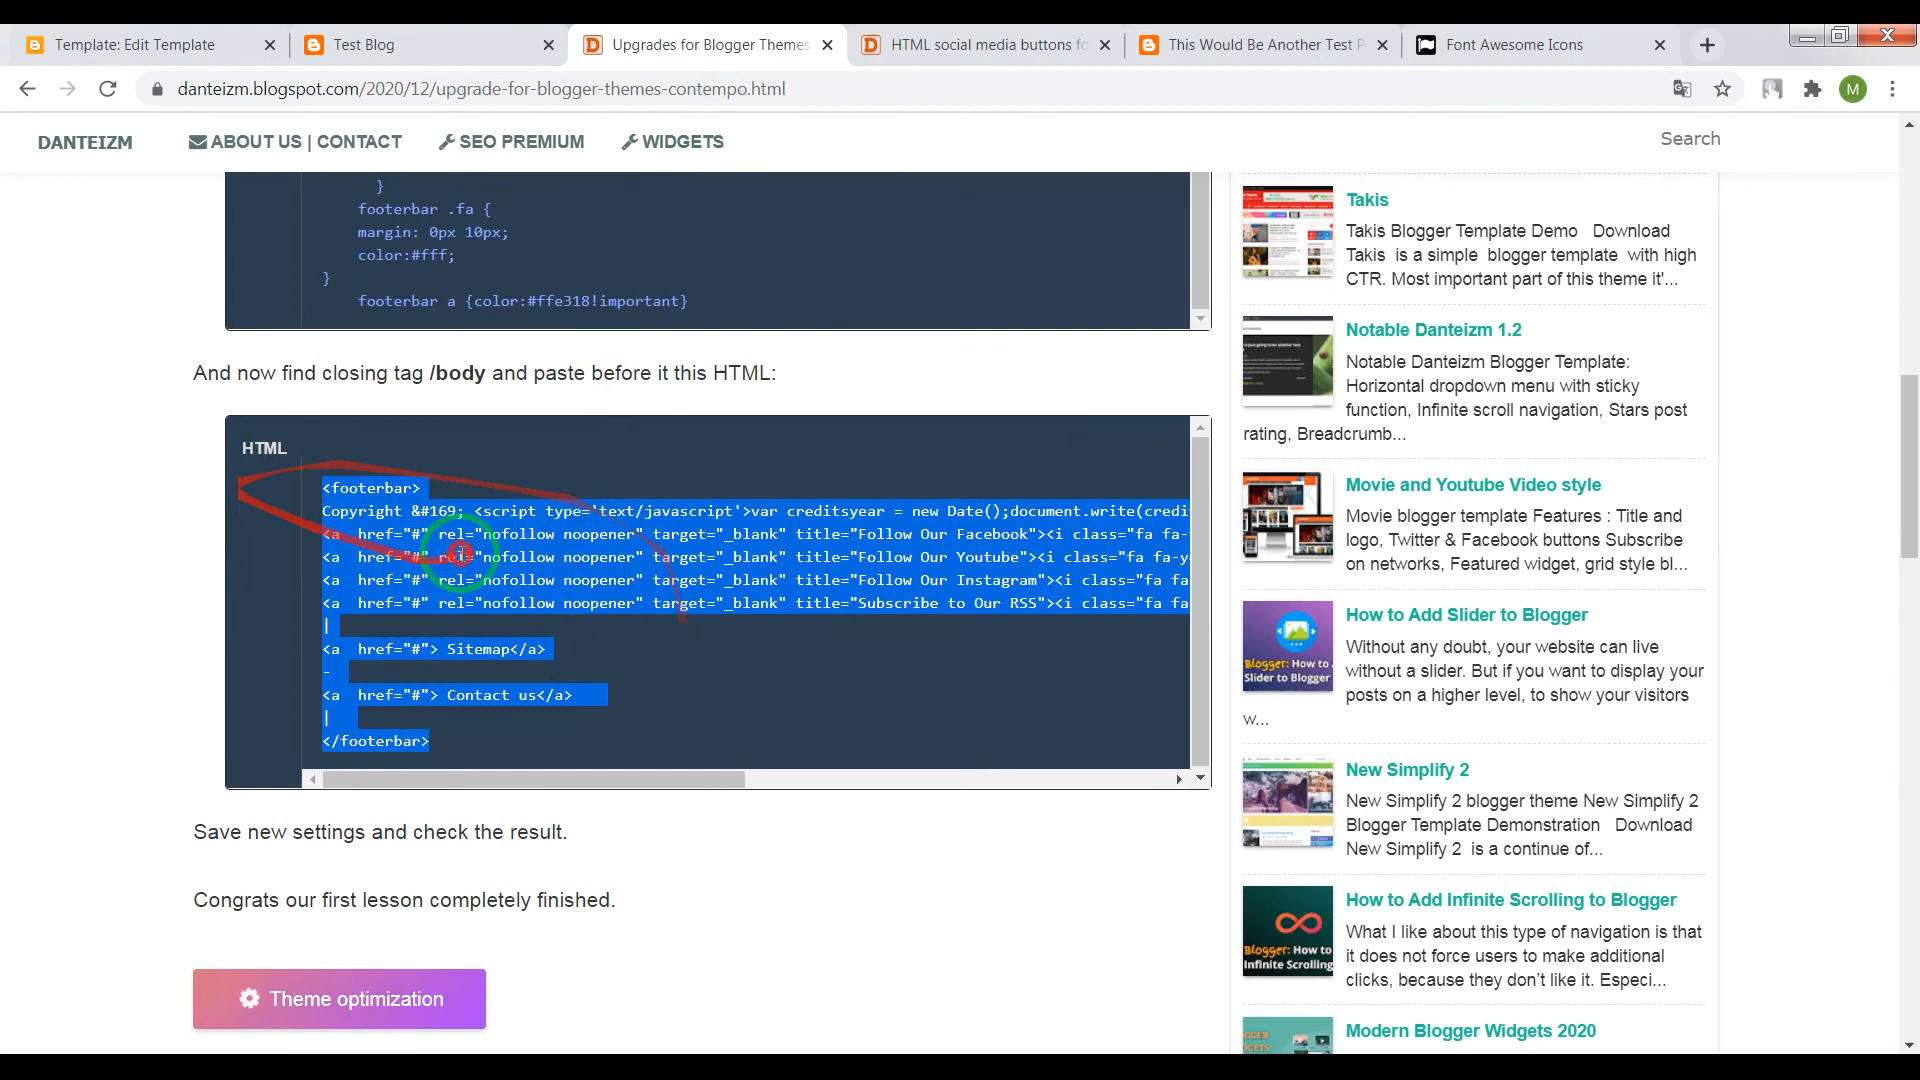 Template: Edit Template
Test Blog
Upgrades for Blogger Themes
HTML social media buttons fo
This Would Be Another Test P
Font Awesome Icons
danteizm.blogspot.com/2020/12/upgrade-for-blogger-themes-contempo.html
M
DANTEIZM
ABOUT US | CONTACT
SEO PREMIUM
WIDGETS
Search
}
footerbar .fa {
margin: 0px 10px;
color:#fff;
}
footerbar a {color:#ffe318!important}
And now find closing tag /body and paste before it this HTML:
HTML
<footerbar>
Copyright &#169; <script type='text/javascript'>var creditsyear = new Date();document.write(credit
<a  href="#" rel="nofollow noopener" target="_blank" title="Follow Our Facebook"><i class="fa fa-
<a  href="#" rel="nofollow noopener" target="_blank" title="Follow Our Youtube"><i class="fa fa-y
<a  href="#" rel="nofollow noopener" target="_blank" title="Follow Our Instagram"><i class="fa fa
<a  href="#" rel="nofollow noopener" target="_blank" title="Subscribe to Our RSS"><i class="fa fa
|
<a  href="#"> Sitemap</a>
-
<a  href="#"> Contact us</a>
|
</footerbar>
Save new settings and check the result.
Congrats our first lesson completely finished.
Theme optimization
Takis
Takis Blogger Template Demo   Download
Takis  is a simple  blogger template  with high
CTR. Most important part of this theme it'...
Notable Danteizm 1.2
Notable Danteizm Blogger Template:
Horizontal dropdown menu with sticky
function, Infinite scroll navigation, Stars post
rating, Breadcrumb...
Movie and Youtube Video style
Movie blogger template Features : Title and
logo, Twitter & Facebook buttons Subscribe
on networks, Featured widget, grid style bl...
How to Add Slider to Blogger
Blogger: How to
Slider to Blogger
Without any doubt, your website can live
without a slider. But if you want to display your
posts on a higher level, to show your visitors
w...
New Simplify 2
New Simplify 2 blogger theme New Simplify 2
Blogger Template Demonstration   Download
New Simplify 2  is a continue of...
How to Add Infinite Scrolling to Blogger
Blogger: How to
Infinite Scrolling
What I like about this type of navigation is that
it does not force users to make additional
clicks, because they don't like it. Especi...
Modern Blogger Widgets 2020